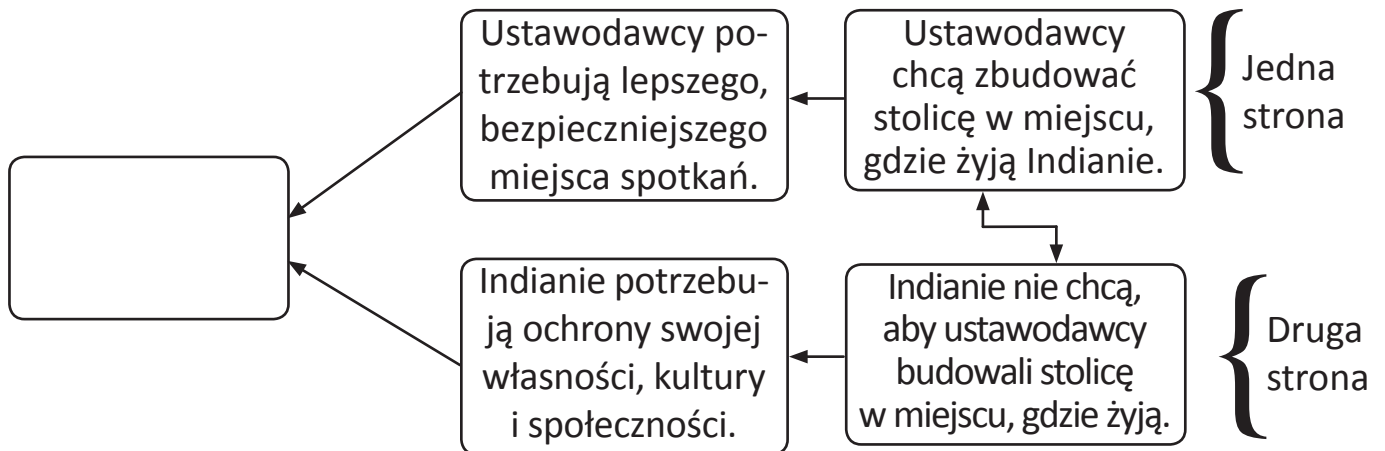 Ustawodawcy po-
trzebują lepszego,
bezpieczniejszego
miejsca spotkań.
Ustawodawcy
chcą zbudować
stolicę w miejscu,
gdzie żyją Indianie.
Jedna
strona
Indianie potrzebu-
ją ochrony swojej
własności, kultury
i społeczności.
Indianie nie chcą,
aby ustawodawcy
budowali stolicę
w miejscu, gdzie żyją.
Druga
strona